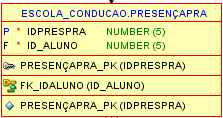 ESCOLA_CONDUCAO.PRESENÇAPRA
P * IDPRESPRA NUMBER (5)
F * ID_ALUNO NUMBER (5)
PRESENÇAPRA_PK (IDPRESPRA)
FK_IDALUNO (ID_ALUNO)
PRESENÇAPRA_PK (IDPRESPRA)